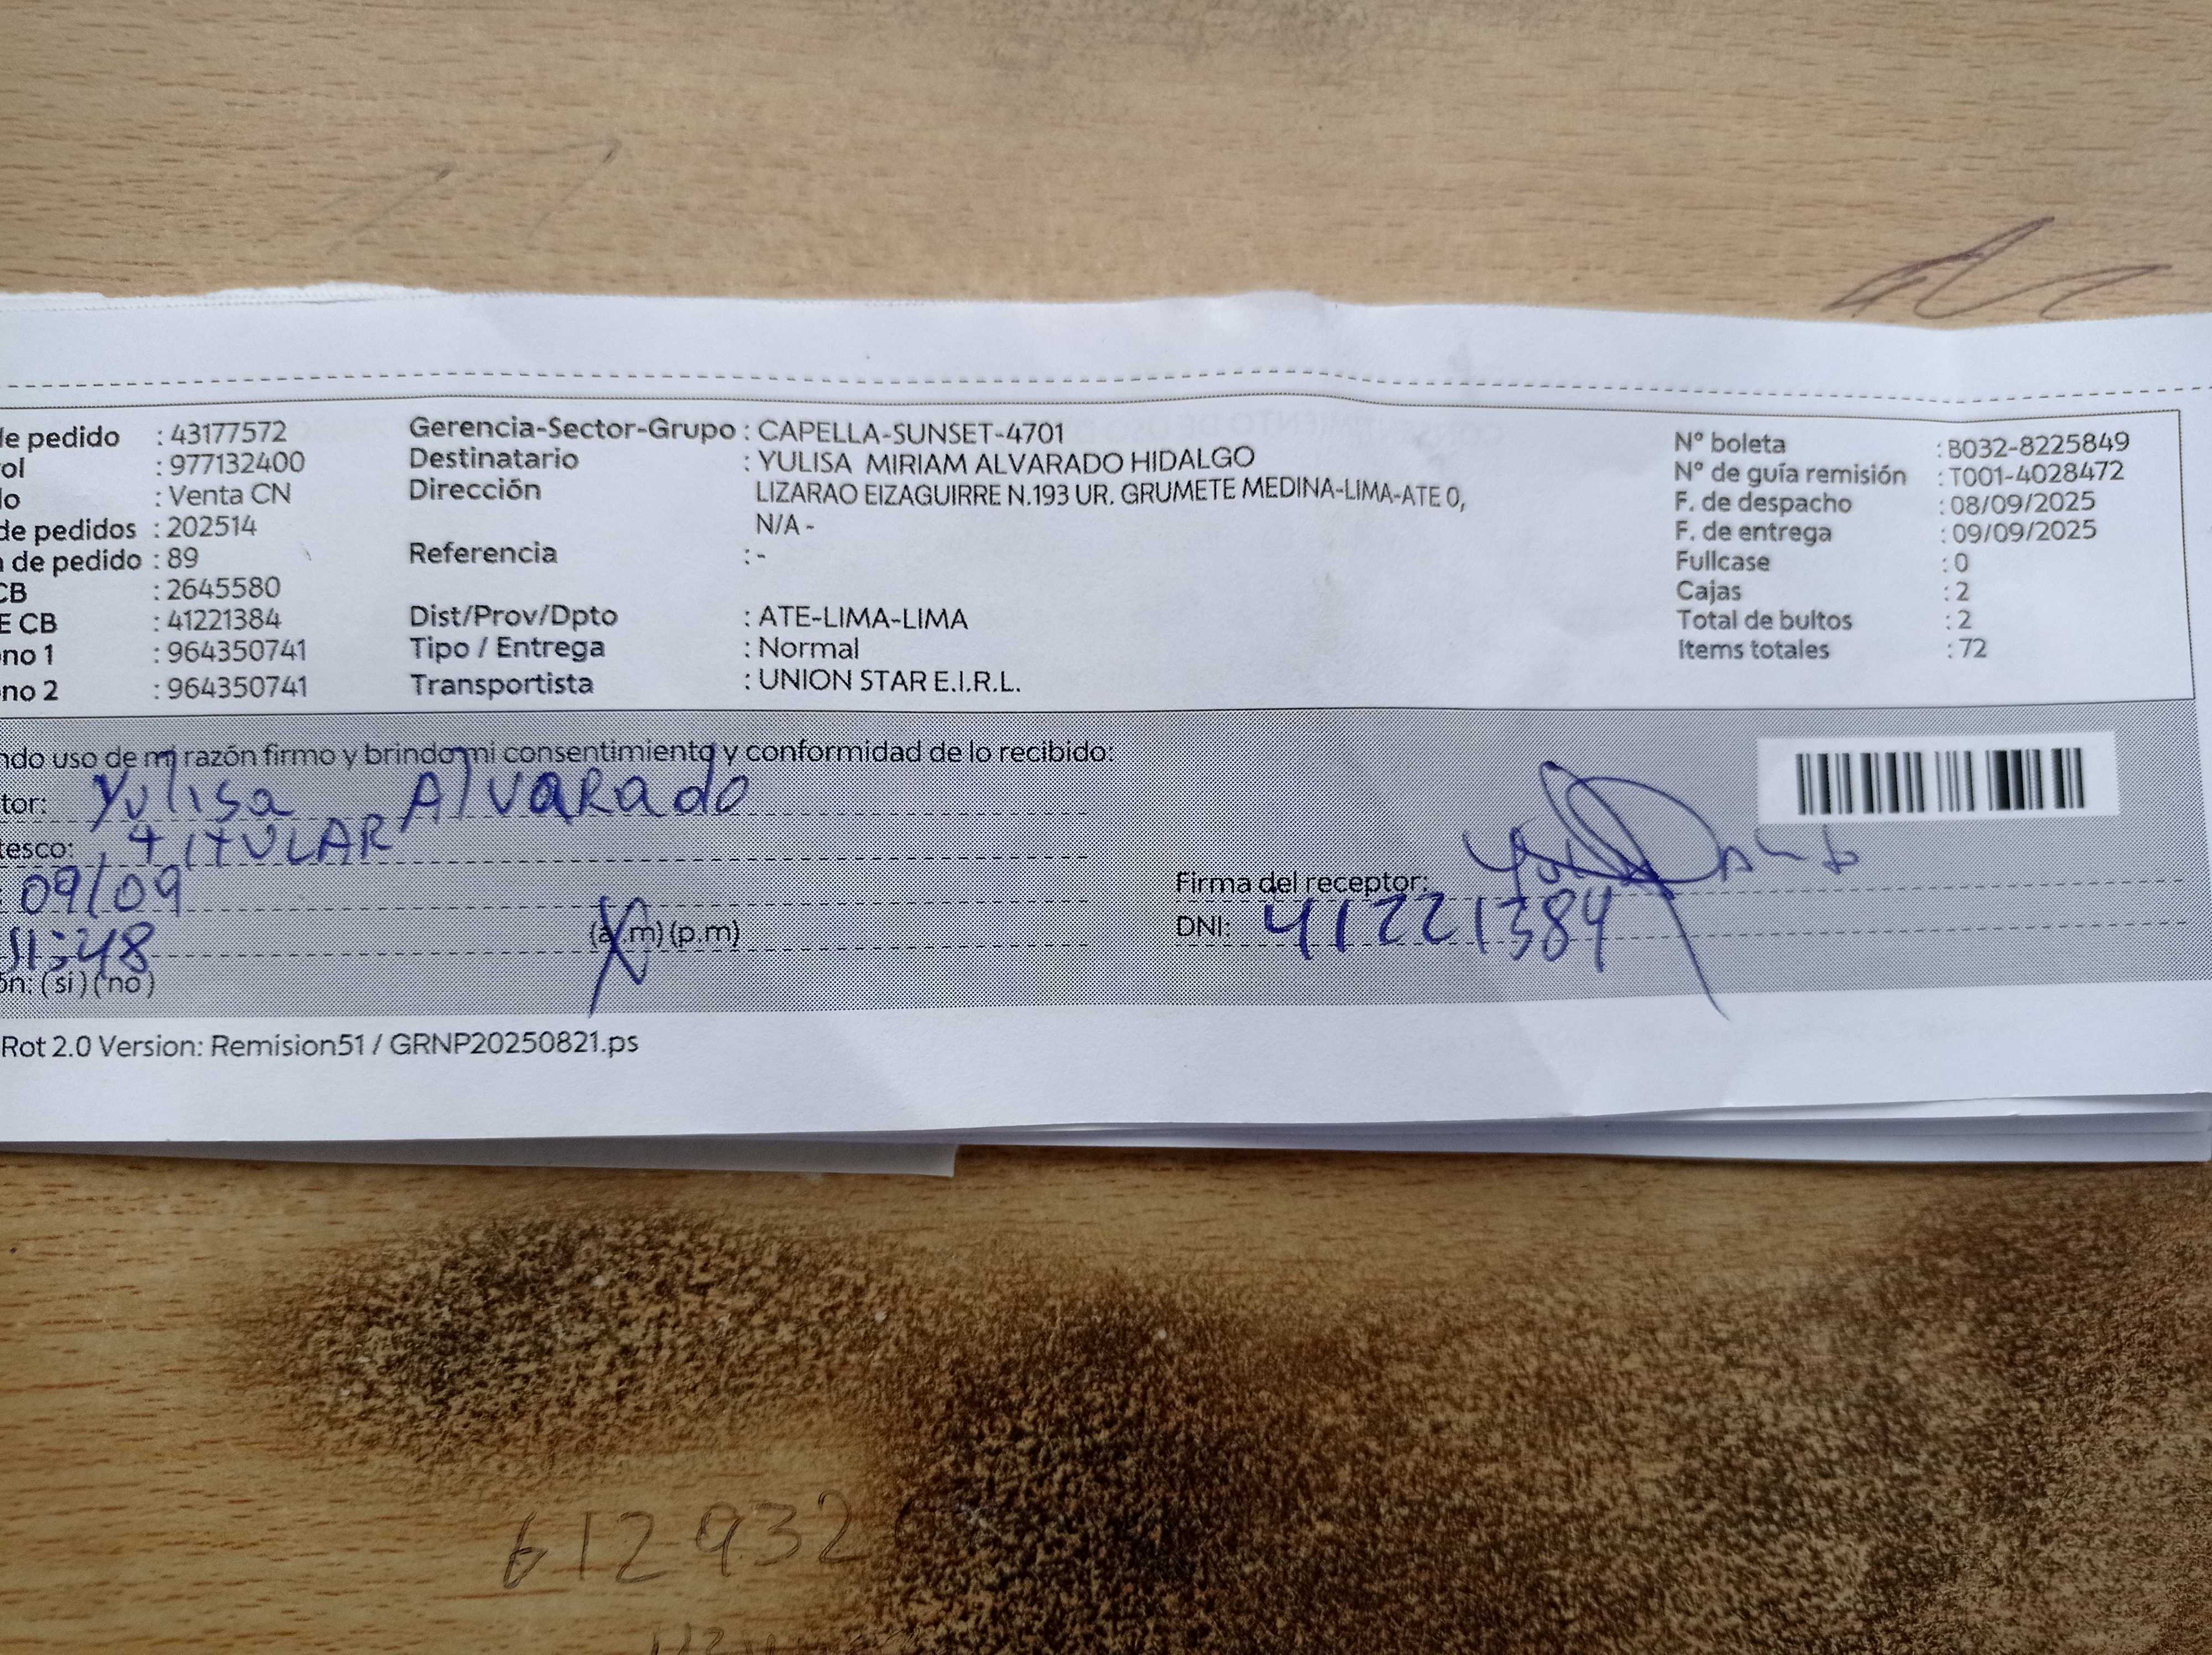 de pedido : 43177572
ol : 977132400
do : Venta CN
de pedidos : 202514
de pedido : 89
CB : 2645580
E CB : 41221384
no 1 : 964350741
no 2 : 964350741
Gerencia-Sector-Grupo : CAPELLA-SUNSET-4701
Destinatario : YULISA MIRIAM ALVARADO HIDALGO
Dirección LIZARAO EIZAGUIRRE N.193 UR. GRUMETE MEDINA-LIMA-ATE 0,
N/A -
Referencia : -
Dist/Prov/Dpto : ATE-LIMA-LIMA
Tipo / Entrega : Normal
Transportista : UNION STAR E.I.R.L.
N° boleta : B032-8225849
N° de guía remisión : T001-4028472
F. de despacho : 08/09/2025
F. de entrega : 09/09/2025
Fullcase : 0
Cajas : 2
Total de bultos : 2
Items totales : 72
ndo uso de mi razón firmo y brindo mi consentimiento y conformidad de lo recibido:
tor: Yulisa Alvarado
tesco: TITULAR
: 09/09
11:48 (a.m) (p.m)
ón: (si) (no)
Firma del receptor:
DNI: 41221384
Rot 2.0 Version: Remision51 / GRNP20250821.ps
612932